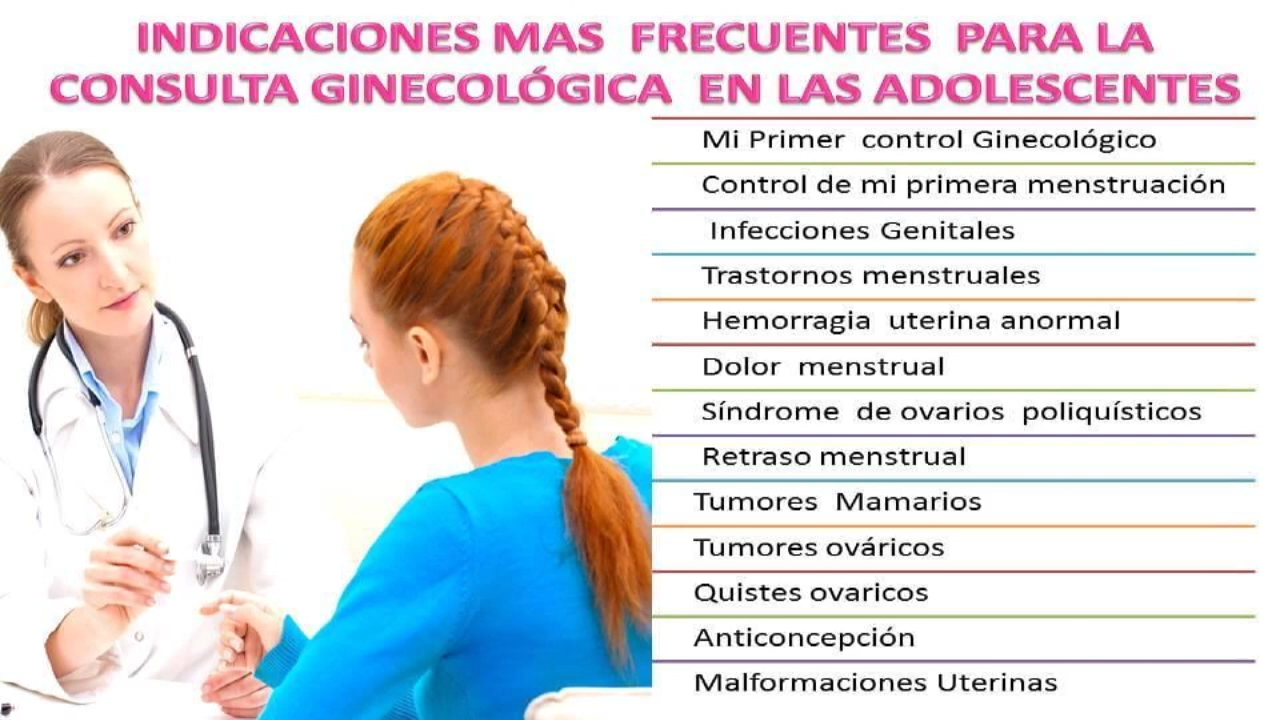 INDICACIONES MAS FRECUENTES PARA LA
CONSULTA GINECOLÓGICA EN LAS ADOLESCENTES
Mi Primer control Ginecológico
Control de mi primera menstruación
Infecciones Genitales
Trastornos menstruales
Hemorragia uterina anormal
Dolor menstrual
Síndrome de ovarios poliquísticos
Retraso menstrual
Tumores Mamarios
Tumores ováricos
Quistes ovaricos
Anticoncepción
Malformaciones Uterinas